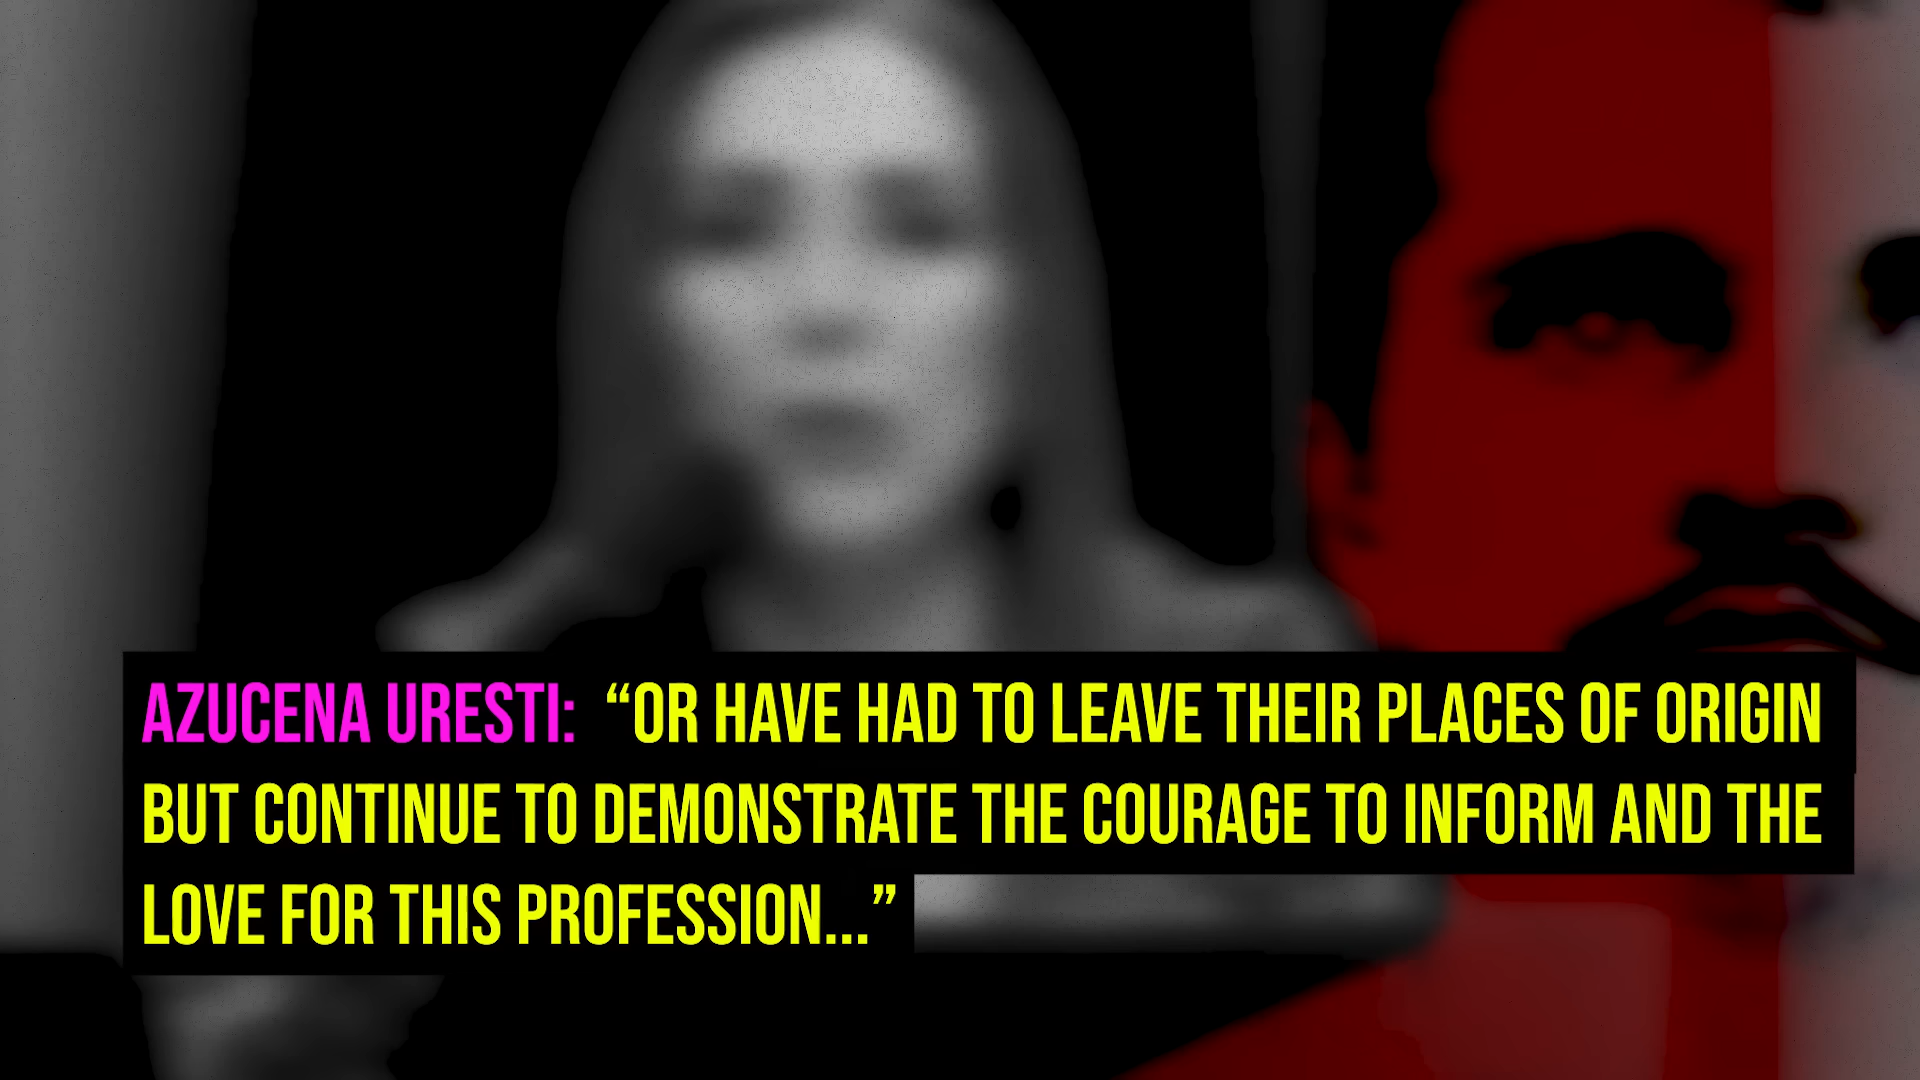 AZUCENA URESTI: “OR HAVE HAD TO LEAVE THEIR PLACES OF ORIGIN
BUT CONTINUE TO DEMONSTRATE THE COURAGE TO INFORM AND THE
LOVE FOR THIS PROFESSION...”